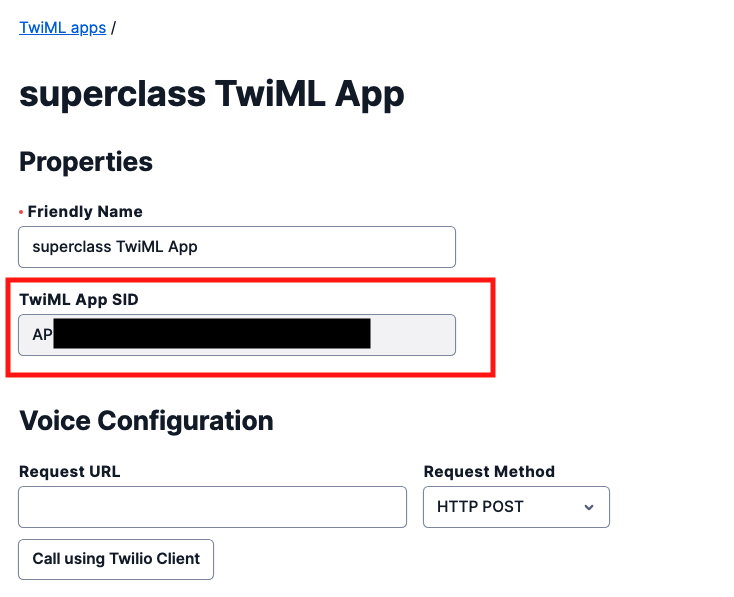 TwiML apps /
superclass TwiML App
Properties
• Friendly Name
superclass TwiML App
TwiML App SID
AP
Voice Configuration
Request URL
Request Method
HTTP POST
Call using Twilio Client